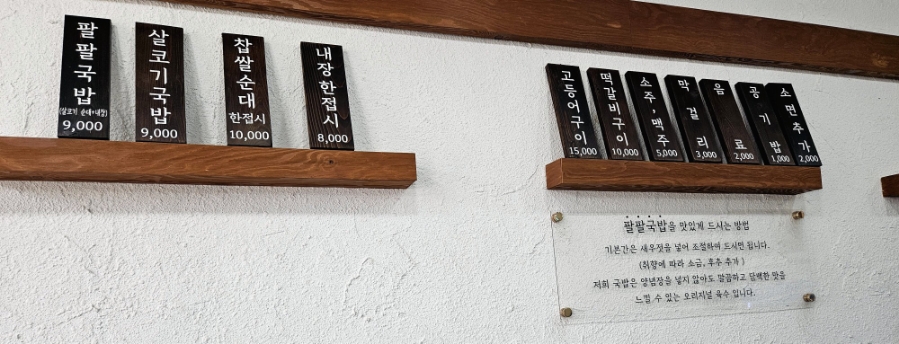 팔팔국밥
(살코기 순대+내장)
9,000
살코기국밥
9,000
찹쌀순대
한접시
10,000
내장한접시
8,000
고등어구이
15,000
떡갈비구이
10,000
소주,맥주
5,000
막걸리
3,000
음료
2,000
공기밥
1,000
소면추가
2,000
팔팔국밥을 맛있게 드시는 방법
기본간은 새우젓을 넣어 조절하여 드시면 됩니다.
(취향에 따라 소금, 후추 추가)
저희 국밥은 양념장을 넣지 않아도 깔끔하고 담백한 맛을
느낄 수 있는 오리지널 육수 입니다.